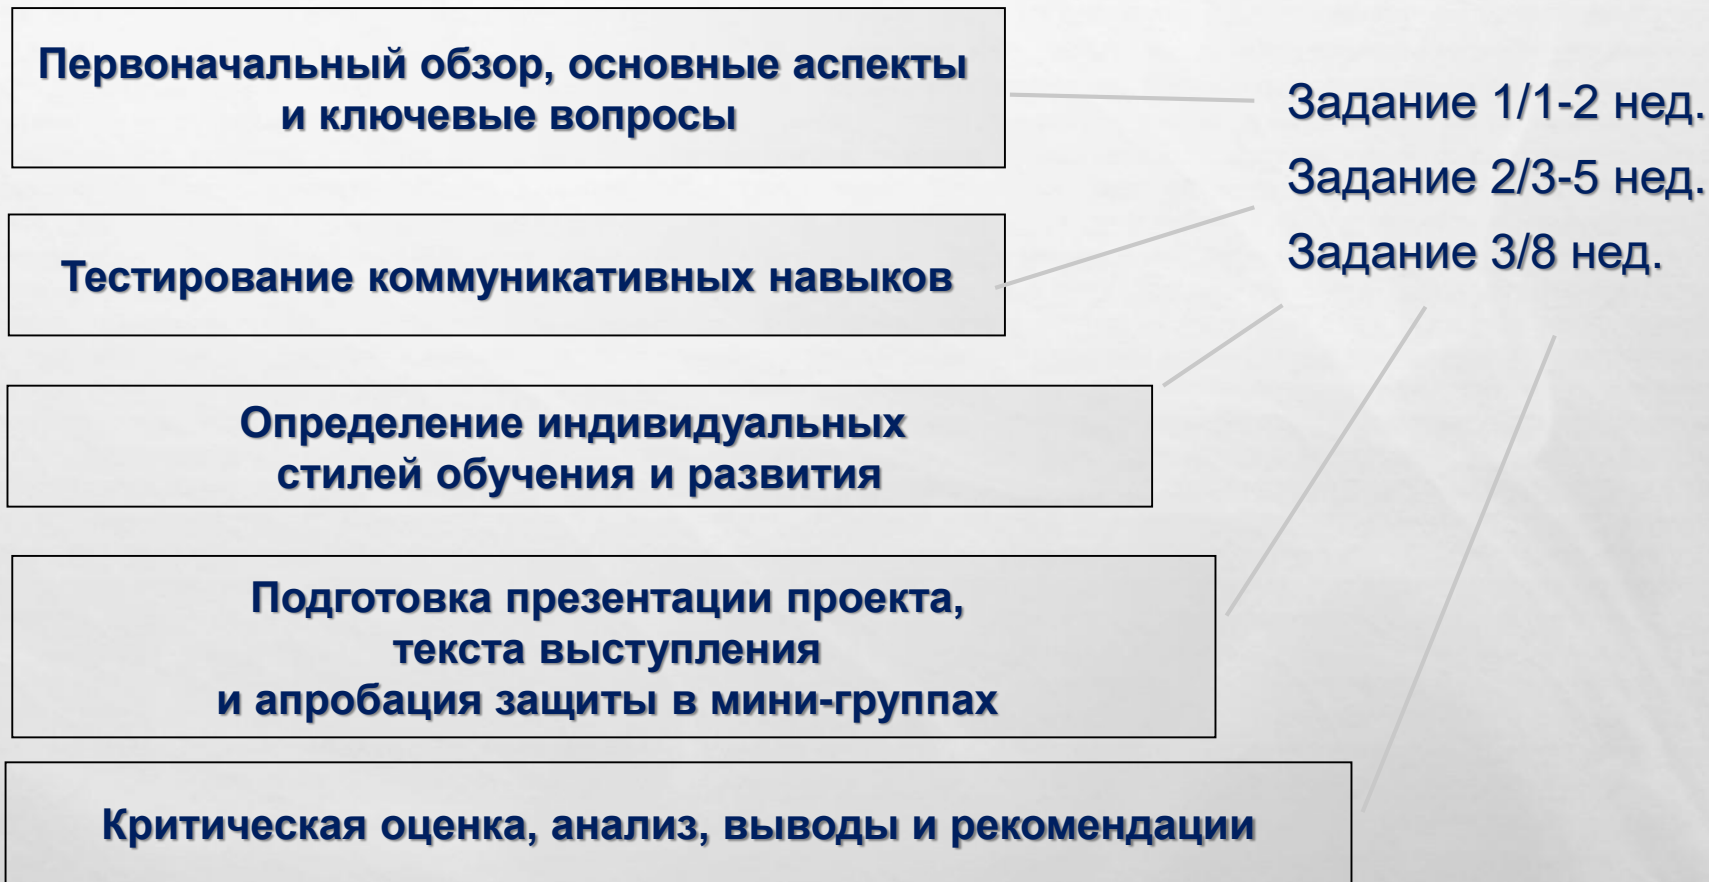 Первоначальный обзор, основные аспекты
и ключевые вопросы
Задание 1/1-2 нед.
Задание 2/3-5 нед.
Задание 3/8 нед.
Тестирование коммуникативных навыков
Определение индивидуальных
стилей обучения и развития
Подготовка презентации проекта,
текста выступления
и апробация защиты в мини-группах
Критическая оценка, анализ, выводы и рекомендации